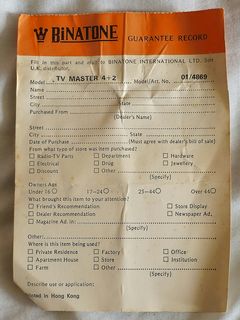 BINATONE GUARANTEE RECORD
Fill in this part and mail to BINATONE INTERNATIONAL LTD. Son
U.K. distributor.
Model: TV MASTER 4+2 Model/Art. No. 01/4869
Name
Street
City State
Purchased From
(Dealer's Name)
Street
City State
Date of Purchase (Must agree with dealer's bill of sale)
From what type of store was item purchased?
Radio-TV Parts Department Hardware
Electrical Drug Jewellery
Discount Other
(Specify)
Owners Age
Under 16 17-24 25-44 Over 44
What brought this item to your attention?
Friend's Recommendation Store Display
Dealer Recommendation Newspaper Ad.
Magazine Ad. in:
Other: (Specify)
Where is this item being used?
Private Residence Factory Office
Apartment House Store Institution
Farm Other
(Specify)
Describe use or application:
Printed in Hong Kong